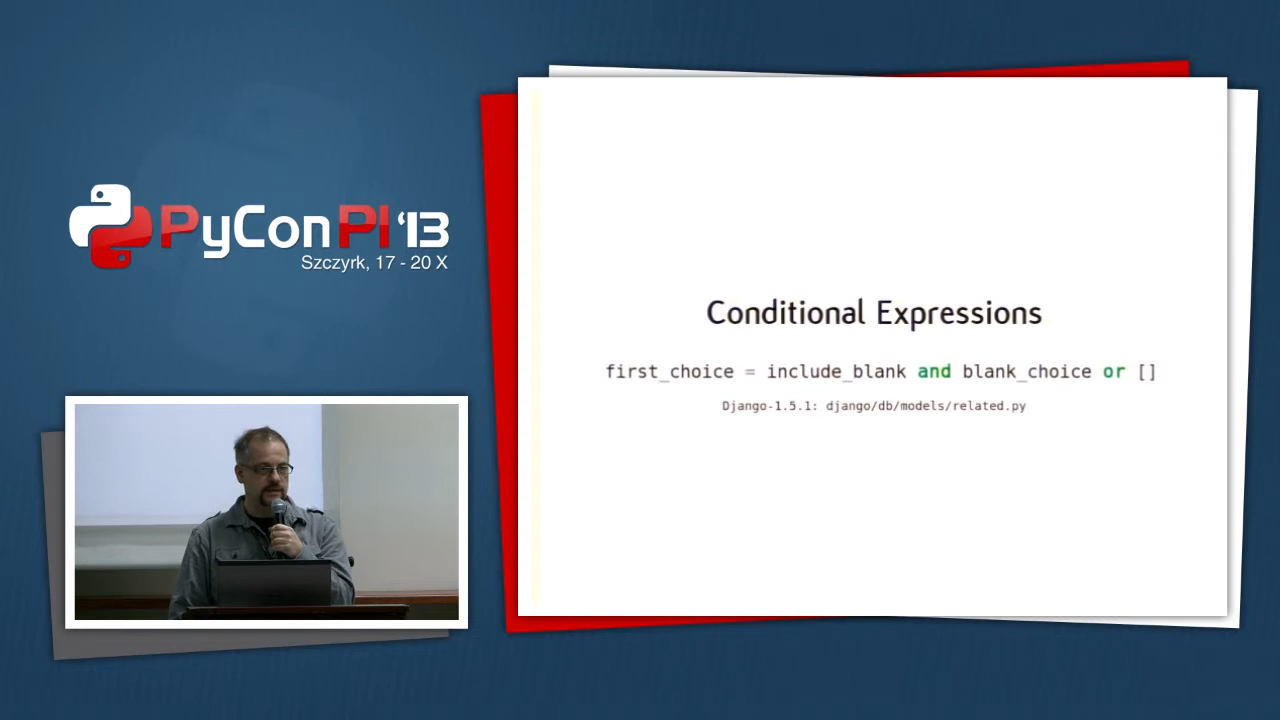 PyCon Pl '13
Szczyrk, 17 - 20 X
Conditional Expressions
first_choice = include_blank and blank_choice or []
Django-1.5.1: django/db/models/related.py